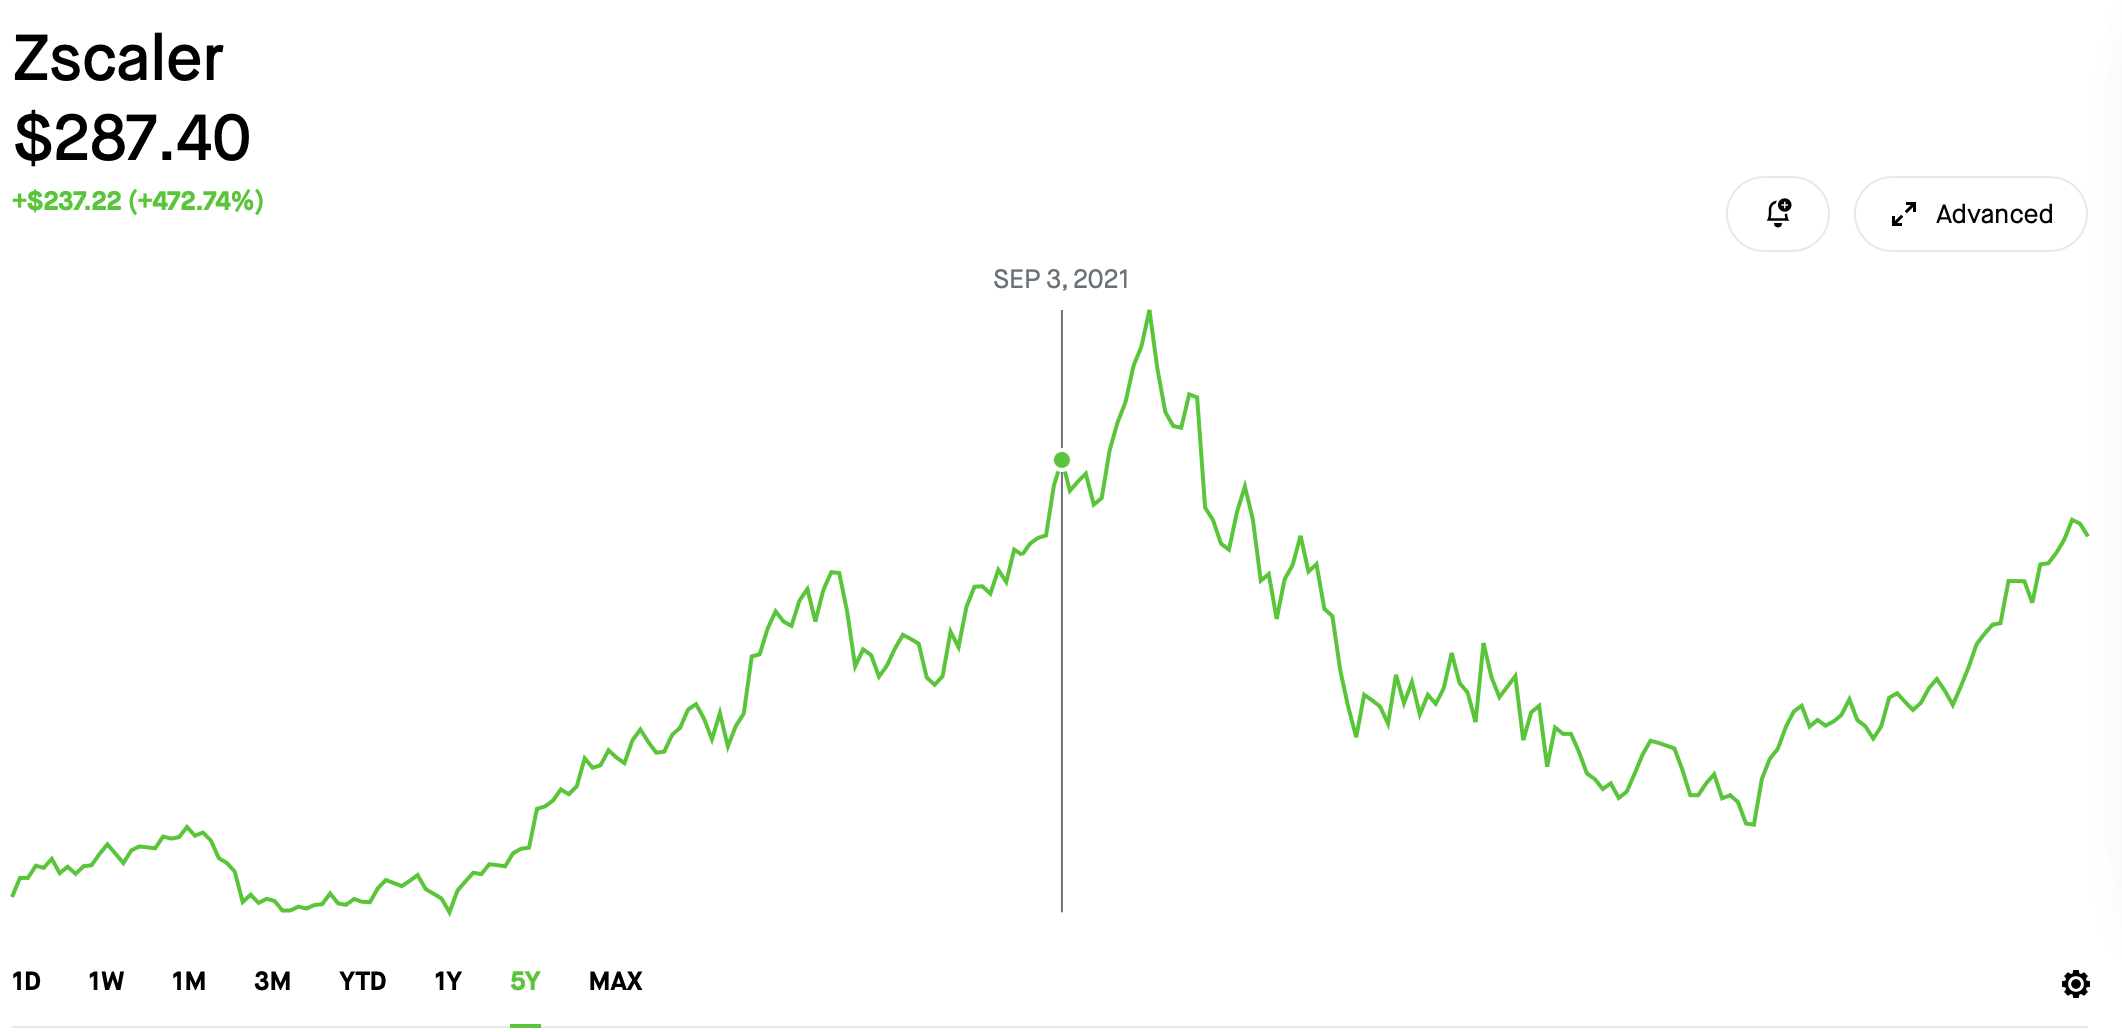 Zscaler
$287.40
+$237.22 (+472.74%)
Advanced
SEP 3, 2021
1D 1W 1M 3M YTD 1Y 5Y MAX